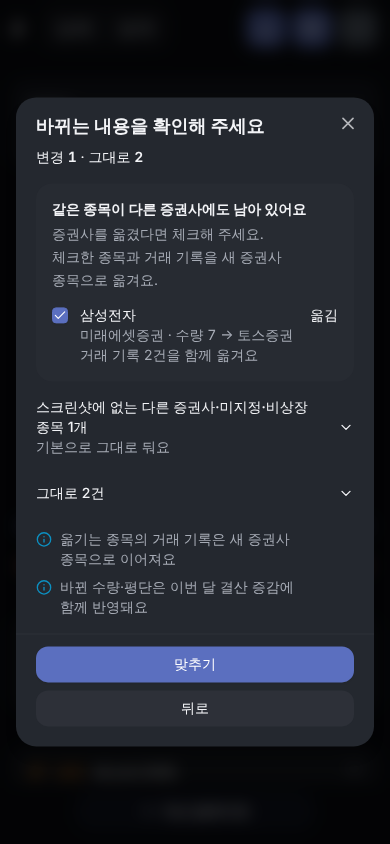 바뀌는 내용을 확인해 주세요
변경 1 · 그대로 2
같은 종목이 다른 증권사에도 남아 있어요
증권사를 옮겼다면 체크해 주세요.
체크한 종목과 거래 기록을 새 증권사
종목으로 옮겨요.
삼성전자 옮김
미래에셋증권 · 수량 7 → 토스증권
거래 기록 2건을 함께 옮겨요
스크린샷에 없는 다른 증권사·미지정·비상장
종목 1개
기본으로 그대로 둬요
그대로 2건
옮기는 종목의 거래 기록은 새 증권사
종목으로 이어져요
바뀐 수량·평단은 이번 달 결산 증감에
함께 반영돼요
맞추기
뒤로